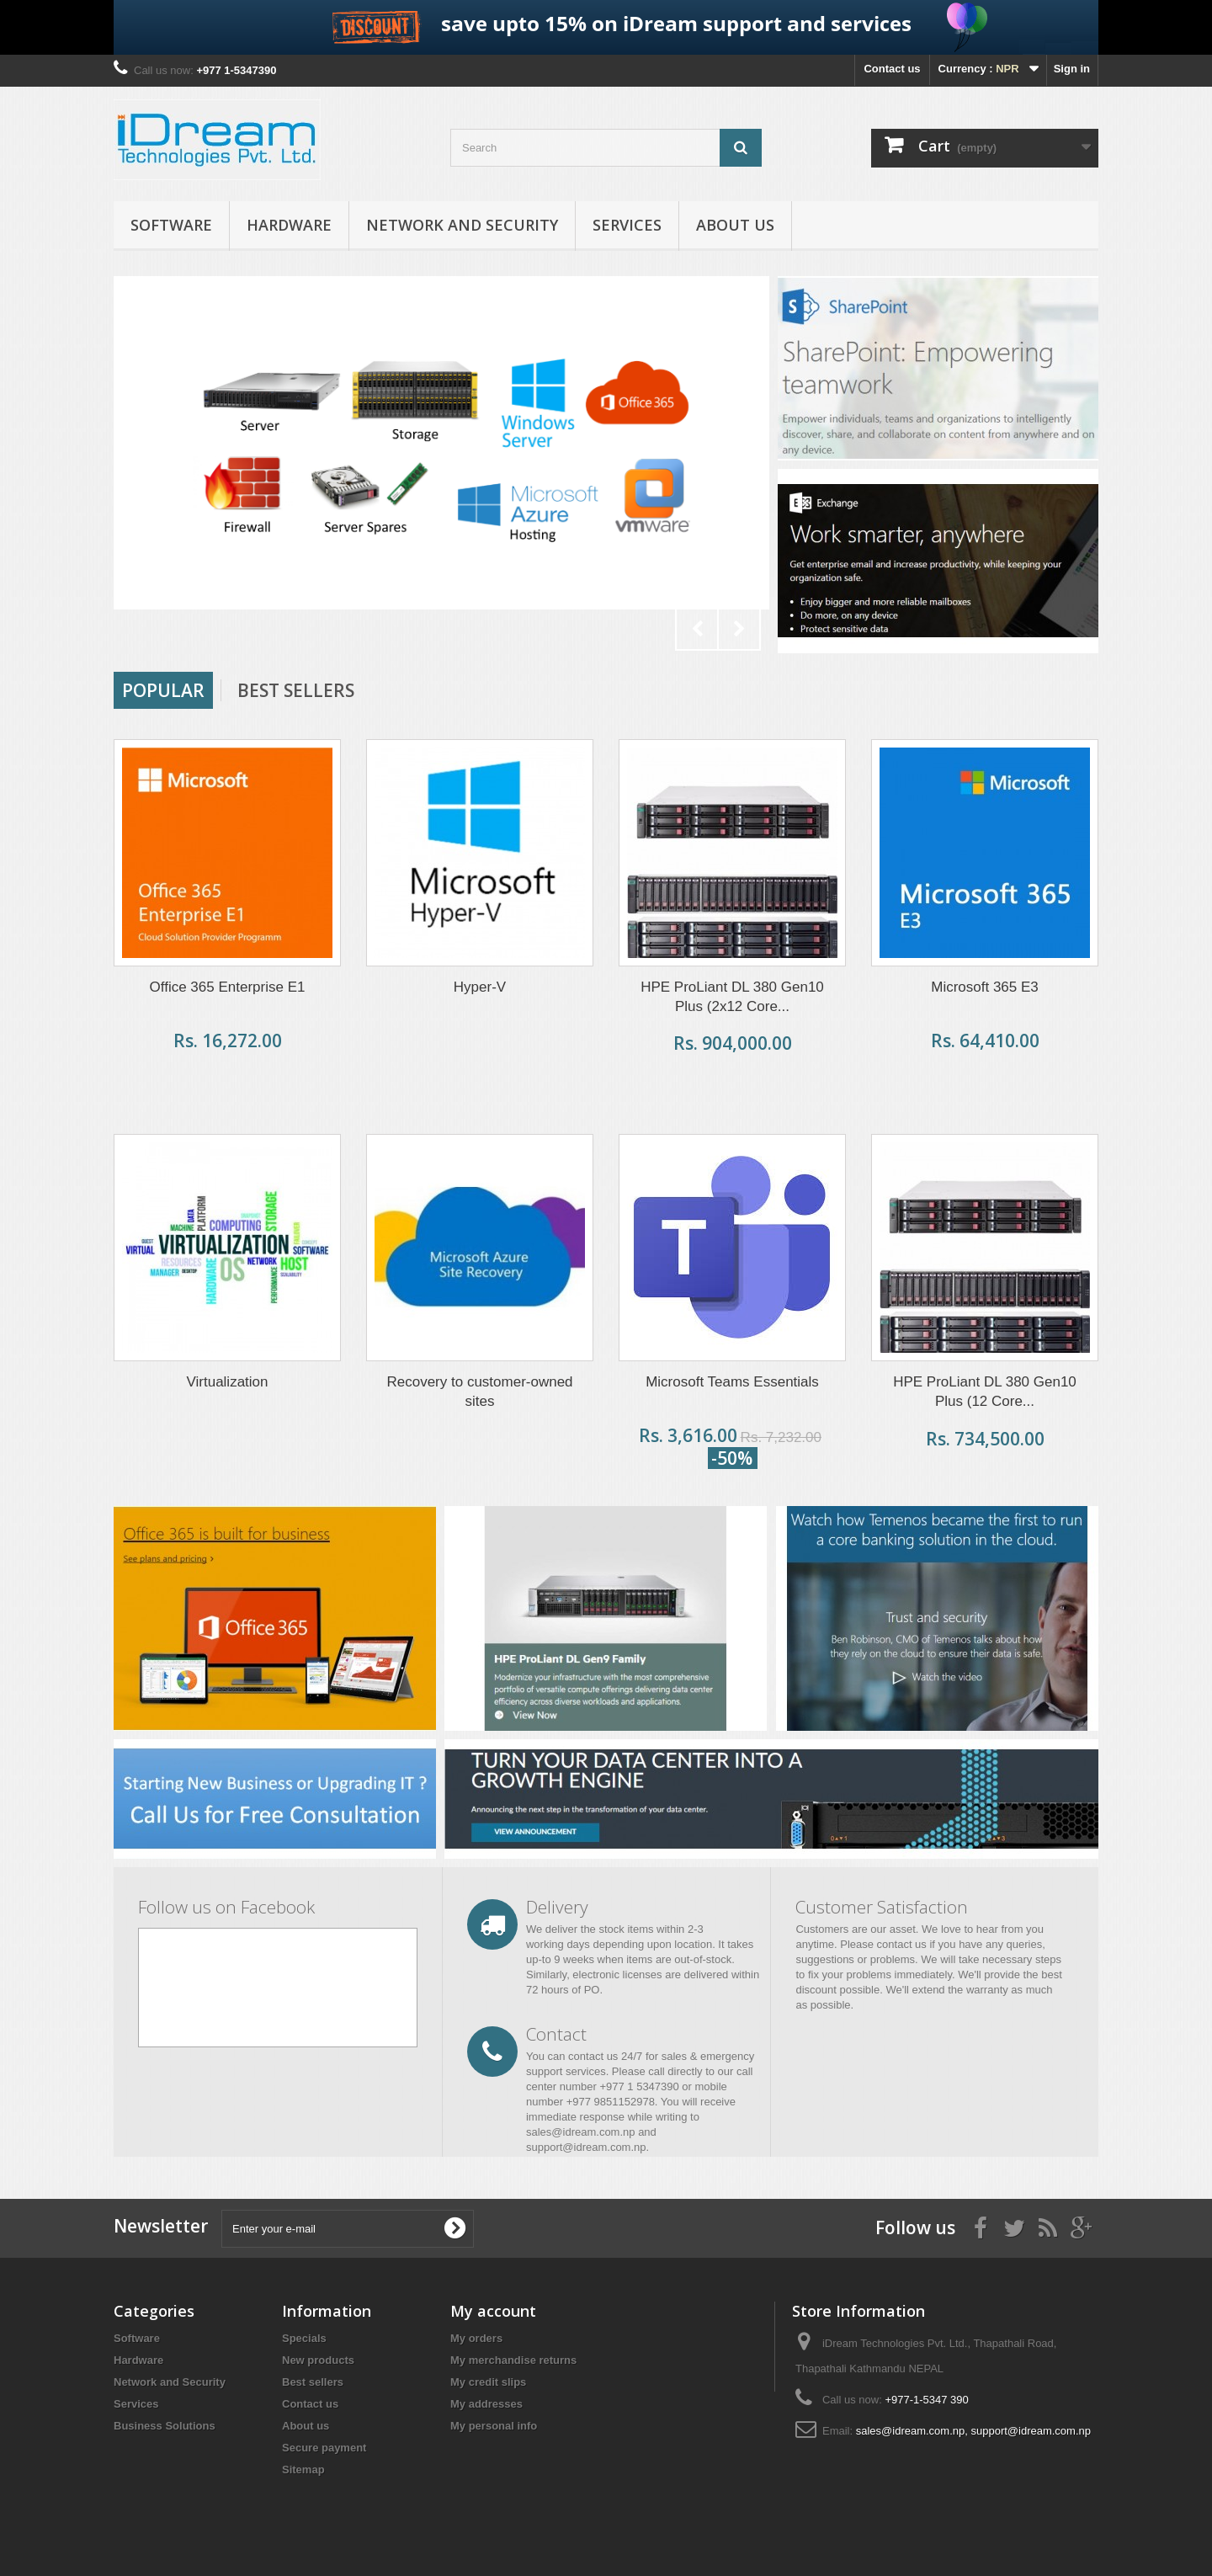 DISCOUNT
save upto 15% on iDream support and services
Call us now: +977 1-5347390
Contact us
Currency : NPR
Sign in
iDream
Technologies Pvt. Ltd.
Search
Cart (empty)
SOFTWARE
HARDWARE
NETWORK AND SECURITY
SERVICES
ABOUT US
Server
Storage
Windows
Server
Office 365
Firewall
Server Spares
Microsoft
Azure
Hosting
vmware
SharePoint
SharePoint: Empowering
teamwork
Empower individuals, teams and organizations to intelligently
discover, share, and collaborate on content from anywhere and on
any device.
Exchange
Work smarter, anywhere
Get enterprise email and increase productivity, while keeping your
organization safe.
• Enjoy bigger and more reliable mailboxes
• Do more, on any device
• Protect sensitive data
POPULAR
BEST SELLERS
Microsoft
Office 365
Enterprise E1
Cloud Solution Provider Programm
Microsoft
Hyper-V
Microsoft
Microsoft 365
E3
Office 365 Enterprise E1
Rs. 16,272.00
Hyper-V
HPE ProLiant DL 380 Gen10
Plus (2x12 Core...
Rs. 904,000.00
Microsoft 365 E3
Rs. 64,410.00
PLATFORM
STORAGE
DATA
MACHINE
COMPUTING
VIRTUAL
VIRTUALIZATION
SOFTWARE
RESOURCES
HARDWARE
OS
NETWORK
HOST
MANAGER
DESKTOP
PERFORMANCE
SCALABILITY
Microsoft Azure
Site Recovery
T
Virtualization
Recovery to customer-owned
sites
Microsoft Teams Essentials
Rs. 3,616.00 Rs. 7,232.00
-50%
HPE ProLiant DL 380 Gen10
Plus (12 Core...
Rs. 734,500.00
Office 365 is built for business
See plans and pricing ›
Office 365
HPE ProLiant DL Gen9 Family
Modernize your infrastructure with the most comprehensive
portfolio of versatile compute offerings delivering data center
efficiency across diverse workloads and applications.
View Now
Watch how Temenos became the first to run
a core banking solution in the cloud.
Trust and security
Ben Robinson, CMO of Temenos talks about how
they rely on the cloud to ensure their data is safe.
Watch the video
Starting New Business or Upgrading IT ?
Call Us for Free Consultation
TURN YOUR DATA CENTER INTO A
GROWTH ENGINE
Announcing the next step in the transformation of your data center.
VIEW ANNOUNCEMENT
Follow us on Facebook
Delivery
We deliver the stock items within 2-3
working days depending upon location. It takes
up-to 9 weeks when items are out-of-stock.
Similarly, electronic licenses are delivered within
72 hours of PO.
Contact
You can contact us 24/7 for sales & emergency
support services. Please call directly to our call
center number +977 1 5347390 or mobile
number +977 9851152978. You will receive
immediate response while writing to
sales@idream.com.np and
support@idream.com.np.
Customer Satisfaction
Customers are our asset. We love to hear from you
anytime. Please contact us if you have any queries,
suggestions or problems. We will take necessary steps
to fix your problems immediately. We'll provide the best
discount possible. We'll extend the warranty as much
as possible.
Newsletter
Enter your e-mail
Follow us
Categories
Software
Hardware
Network and Security
Services
Business Solutions
Information
Specials
New products
Best sellers
Contact us
About us
Secure payment
Sitemap
My account
My orders
My merchandise returns
My credit slips
My addresses
My personal info
Store Information
iDream Technologies Pvt. Ltd., Thapathali Road,
Thapathali Kathmandu NEPAL
Call us now: +977-1-5347 390
Email: sales@idream.com.np, support@idream.com.np